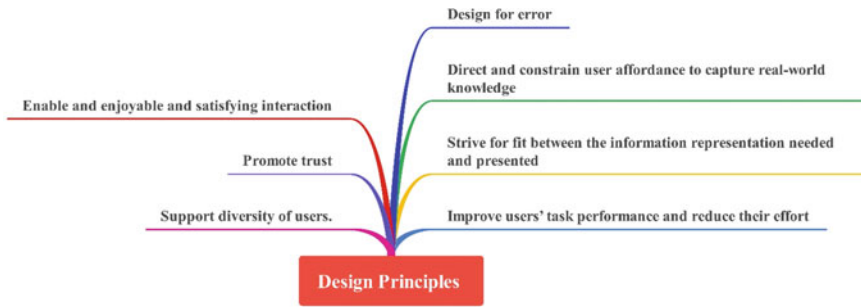 Design for error
Direct and constrain user affordance to capture real-world
knowledge
Enable and enjoyable and satisfying interaction
Strive for fit between the information representation needed
and presented
Promote trust
Support diversity of users.
Improve users' task performance and reduce their effort
Design Principles